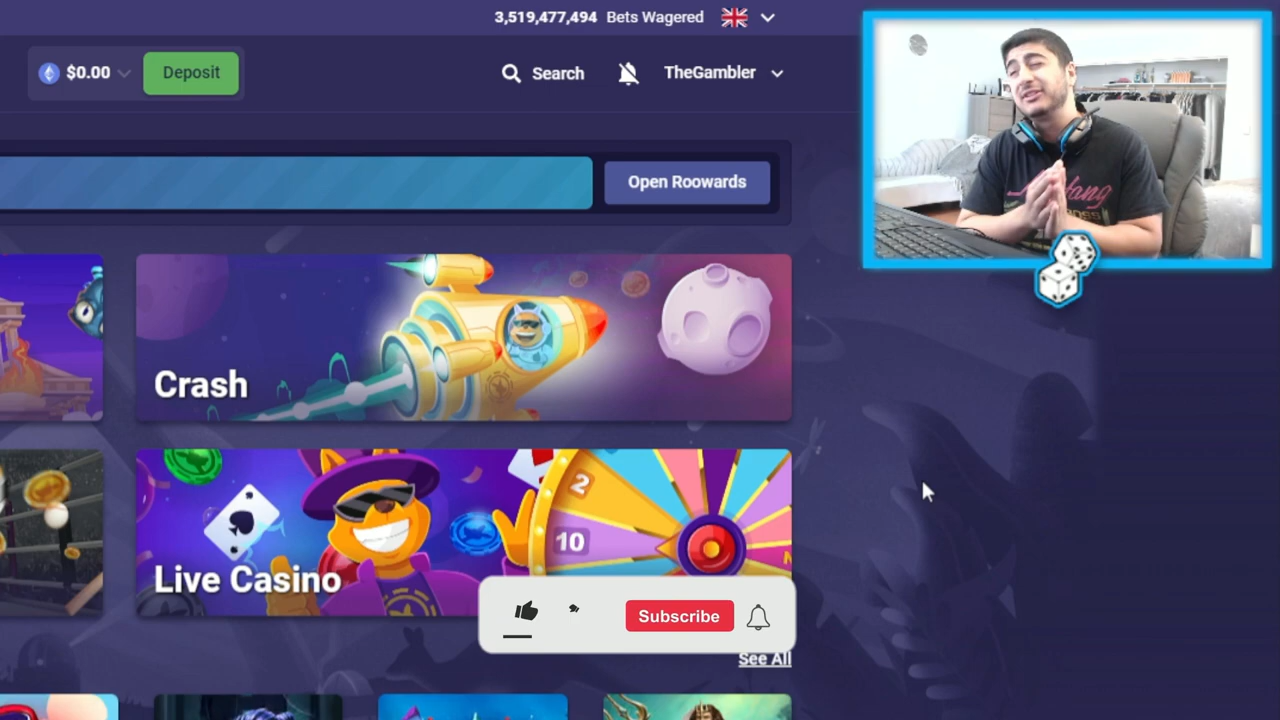 3,519,477,494 Bets Wagered
$0.00
Deposit
Search
TheGambler
Open Roowards
Crash
2
10
Live Casino
Subscribe
See All